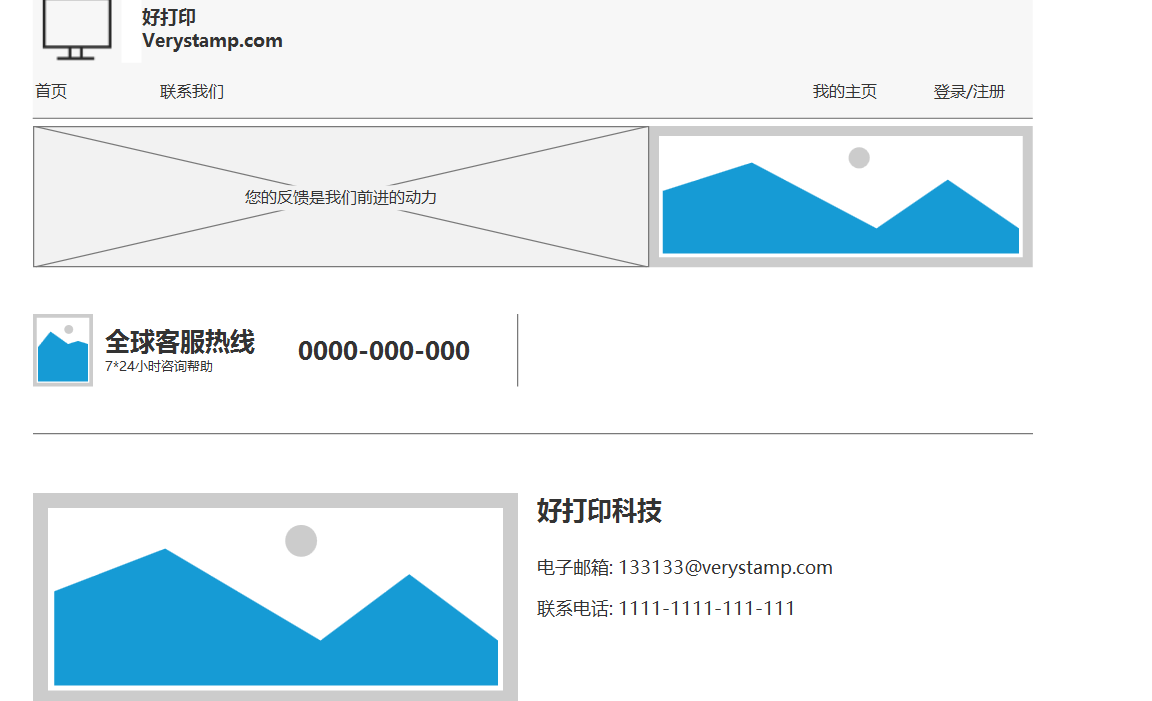 好打印
Verystamp.com
首页 联系我们 我的主页 登录/注册
您的反馈是我们前进的动力
全球客服热线
0000-000-000
7*24小时咨询帮助
好打印科技
电子邮箱: 133133@verystamp.com
联系电话: 1111-1111-111-111